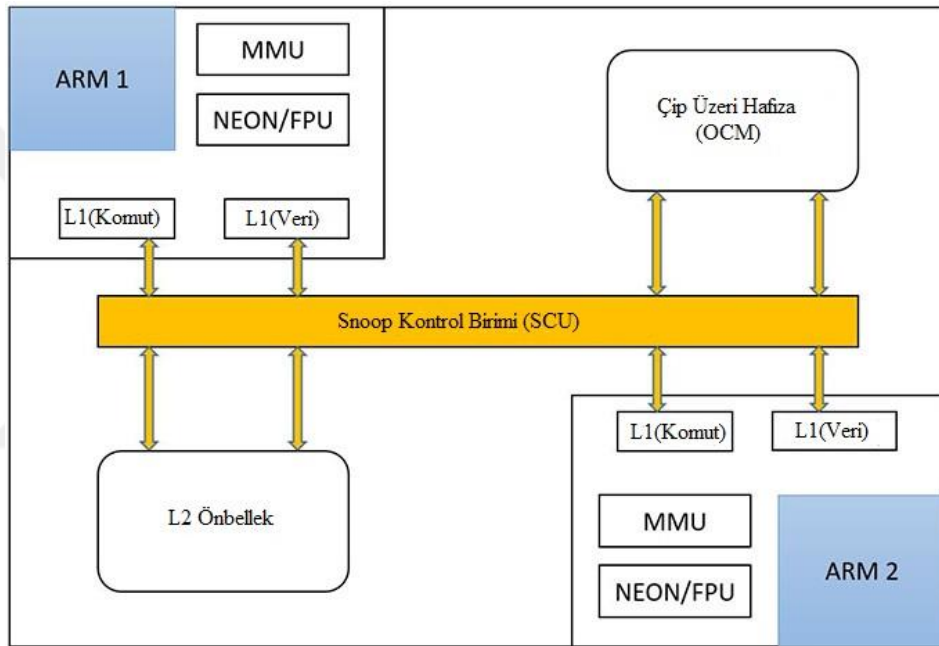 ARM 1
MMU
NEON/FPU
L1(Komut)
L1(Veri)
Çip Üzeri Hafıza
(OCM)
Snoop Kontrol Birimi (SCU)
L2 Önbellek
L1(Komut)
L1(Veri)
MMU
NEON/FPU
ARM 2